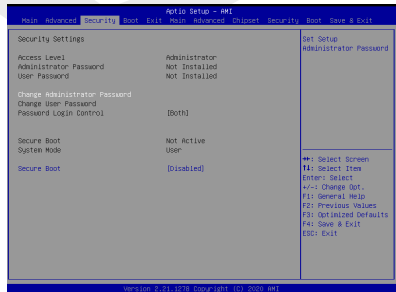 Aptio Setup - AMI
Main Advanced Security Boot Exit Main Advanced Chipset Security Boot Save & Exit
Security Settings
Access Level Administrator
Administrator Password Not Installed
User Password Not Installed
Change Administrator Password
Change User Password
Password Login Control [Both]
Secure Boot Not Active
System Mode User
Secure Boot [Disabled]
Set Setup
Administrator Password
→←: Select Screen
↑↓: Select Item
Enter: Select
+/-: Change Opt.
F1: General Help
F2: Previous Values
F3: Optimized Defaults
F4: Save & Exit
ESC: Exit
Version 2.21.1278 Copyright (C) 2020 AMI